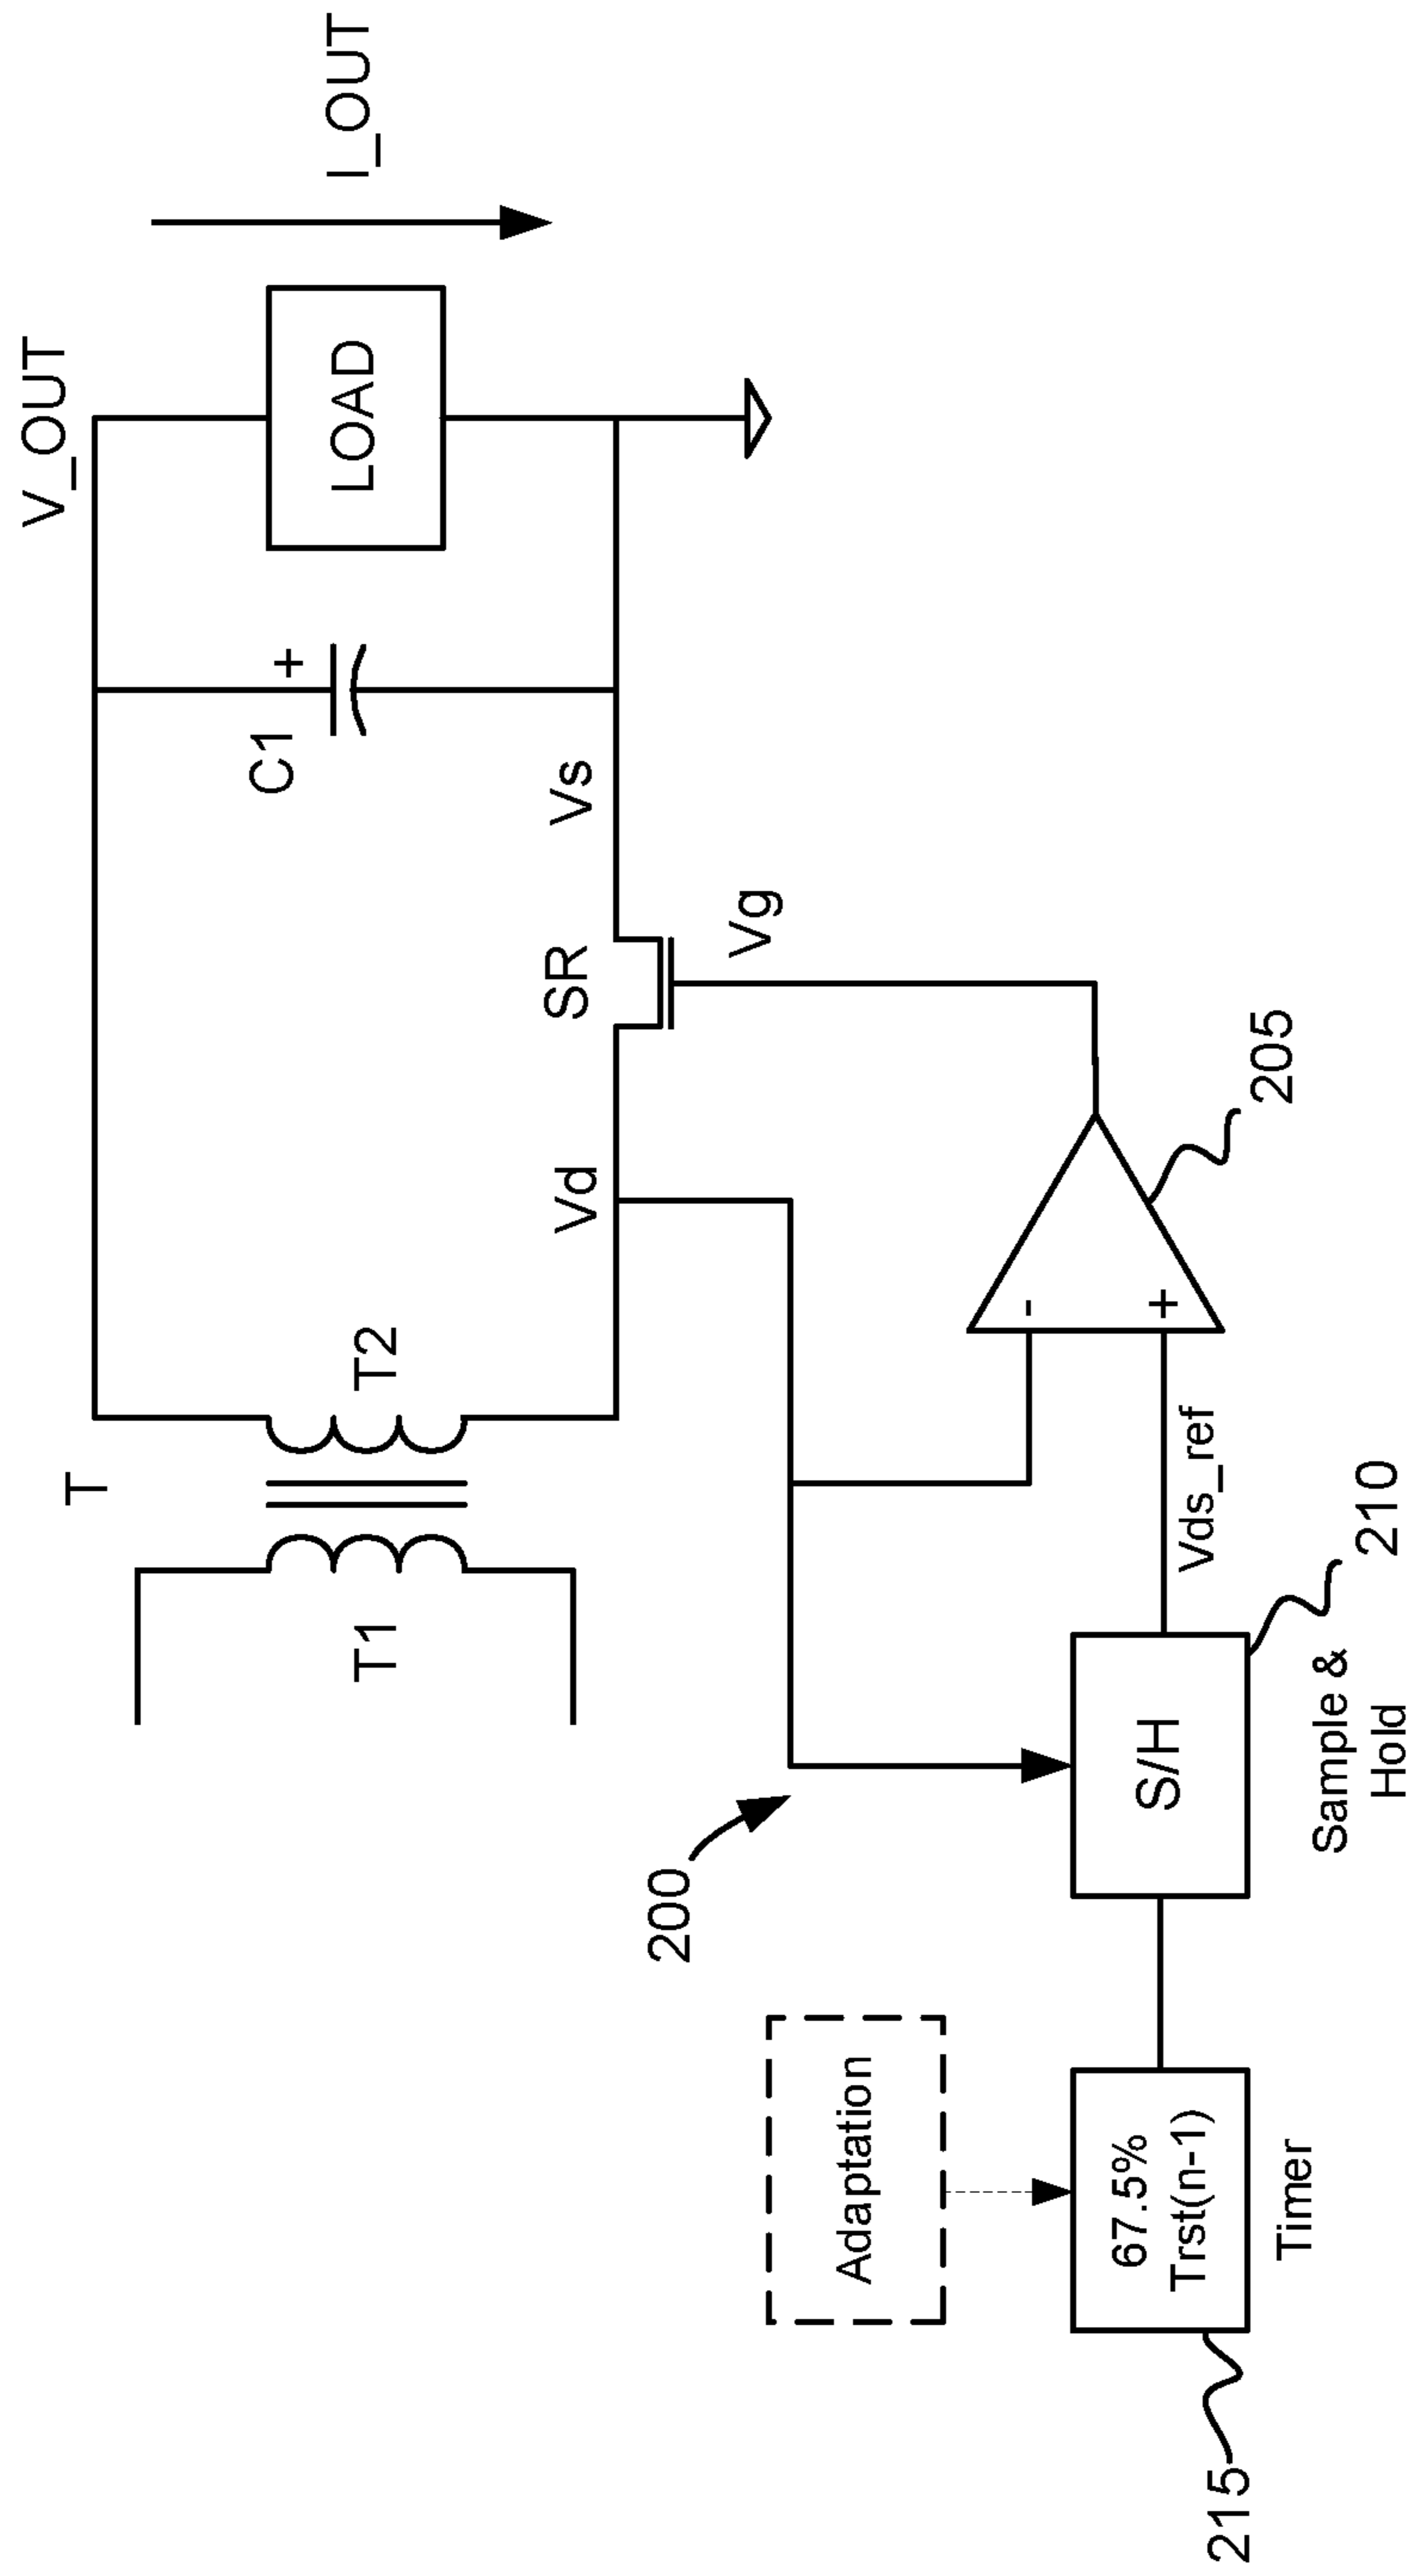 V_OUT
T
I_OUT
C1
+
LOAD
T1
T2
Vd
SR
Vs
200
Vg
Adaptation
-
+
67.5%
Trst(n-1)
S/H
Vds_ref
205
215
Timer
Sample &
Hold
210